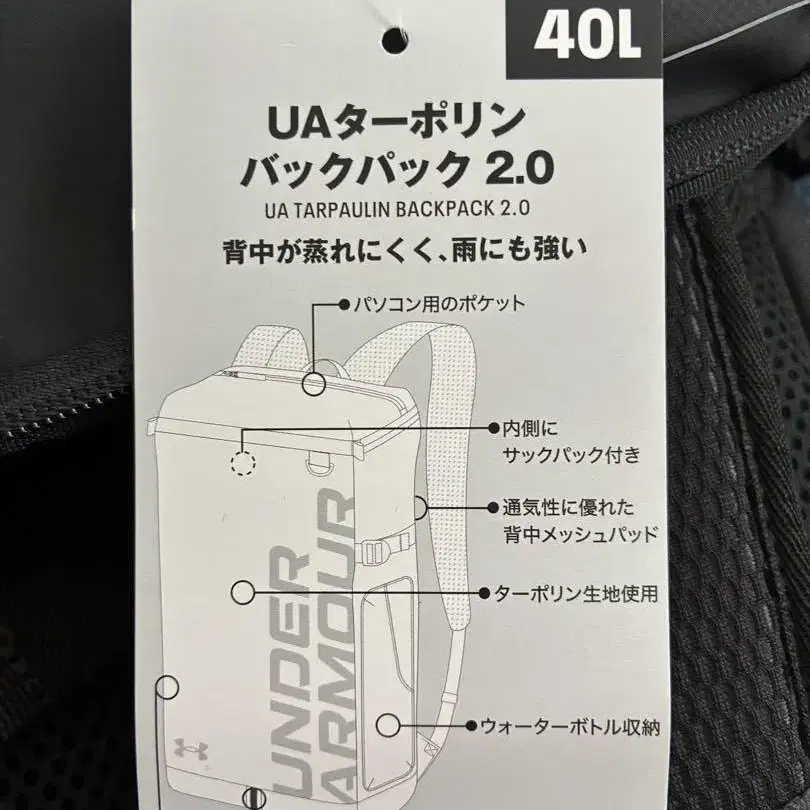 40L
UAターポリン
バックパック 2.0
UA TARPAULIN BACKPACK 2.0
背中が蒸れにくく、雨にも強い
パソコン用のポケット
内側に
サックパック付き
通気性に優れた
背中メッシュパッド
ターポリン生地使用
UNDER
ARMOUR
ウォーターボトル収納